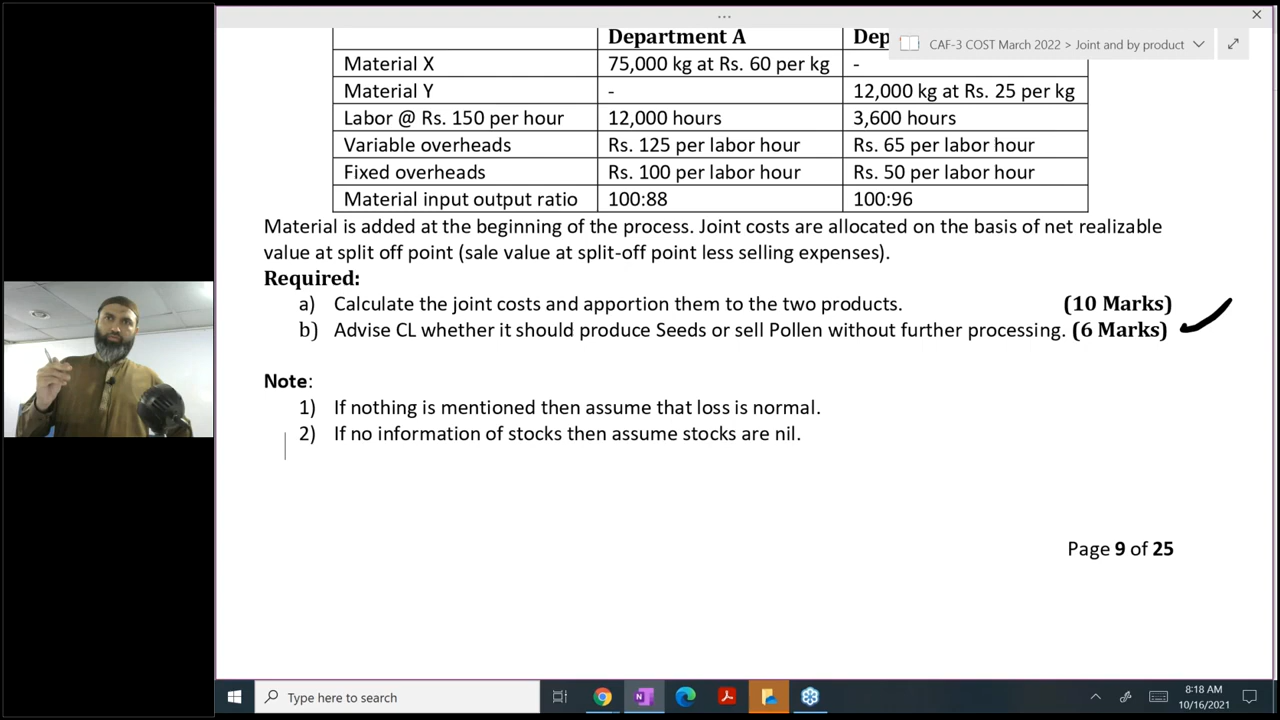 ...
CAF-3 COST March 2022 > Joint and by product
Department A Dep
Material X 75,000 kg at Rs. 60 per kg -
Material Y - 12,000 kg at Rs. 25 per kg
Labor @ Rs. 150 per hour 12,000 hours 3,600 hours
Variable overheads Rs. 125 per labor hour Rs. 65 per labor hour
Fixed overheads Rs. 100 per labor hour Rs. 50 per labor hour
Material input output ratio 100:88 100:96
Material is added at the beginning of the process. Joint costs are allocated on the basis of net realizable
value at split off point (sale value at split-off point less selling expenses).
Required:
a) Calculate the joint costs and apportion them to the two products. (10 Marks)
b) Advise CL whether it should produce Seeds or sell Pollen without further processing. (6 Marks)
Note:
1) If nothing is mentioned then assume that loss is normal.
2) If no information of stocks then assume stocks are nil.
Page 9 of 25
Type here to search
8:18 AM
10/16/2021